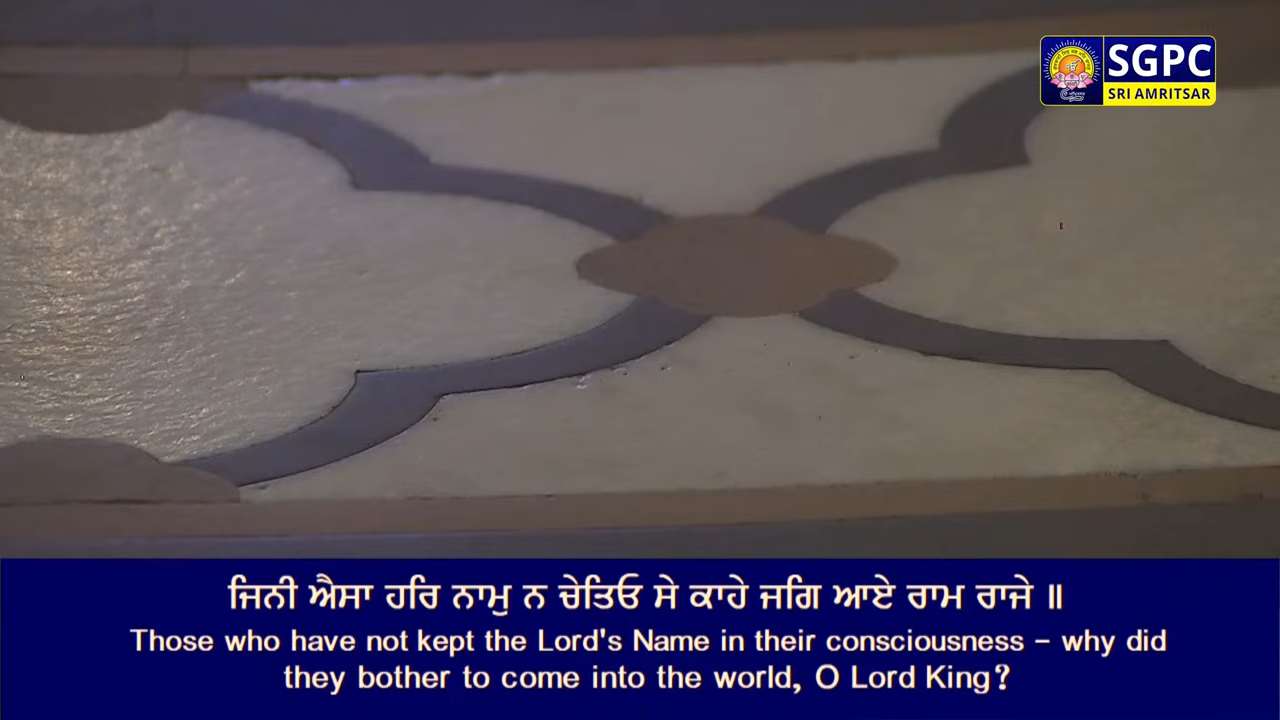 SGPC
SRI AMRITSAR
ਜਿਨੀ ਐਸਾ ਹਰਿ ਨਾਮੁ ਨ ਚੇਤਿਓ ਸੇ ਕਾਹੇ ਜਗਿ ਆਏ ਰਾਮ ਰਾਜੇ ॥
Those who have not kept the Lord's Name in their consciousness – why did
they bother to come into the world, O Lord King?